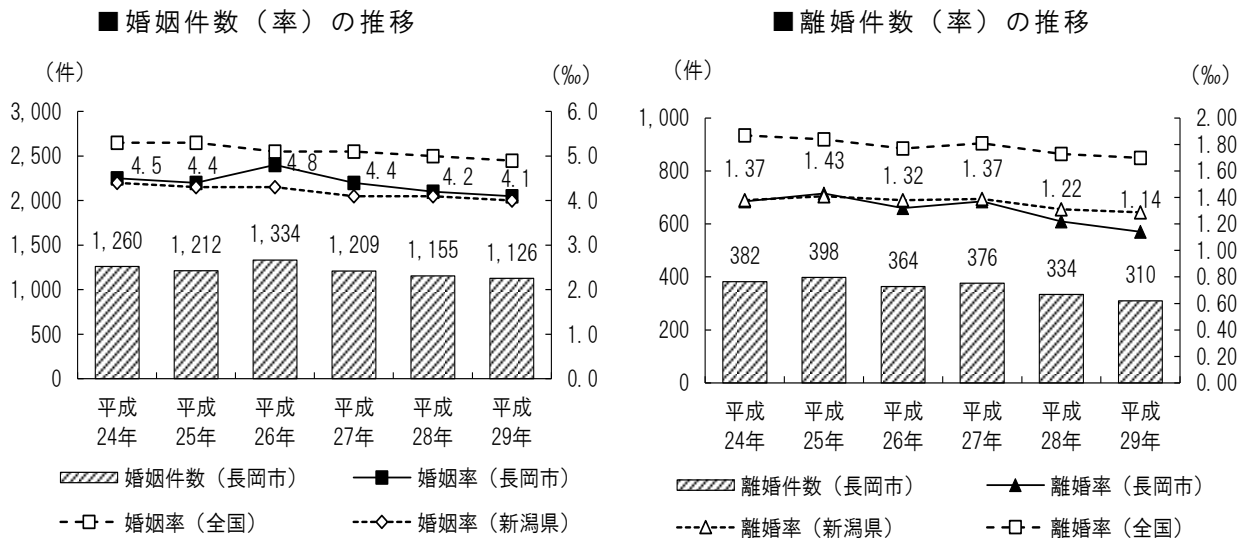 ■婚姻件数（率）の推移
（件）
（‰）
3,000
2,500
2,000
1,500
1,000
500
0
6.0
5.0
4.0
3.0
2.0
1.0
0.0
4.5 4.4 4.8 4.4 4.2 4.1
1,260 1,212 1,334 1,209 1,155 1,126
平成 平成 平成 平成 平成 平成
24年 25年 26年 27年 28年 29年
婚姻件数（長岡市） 婚姻率（長岡市）
婚姻率（全国） 婚姻率（新潟県）
■離婚件数（率）の推移
（件）
（‰）
1,000
800
600
400
200
0
2.00
1.80
1.60
1.40
1.20
1.00
0.80
0.60
0.40
0.20
0.00
1.37 1.43 1.32 1.37 1.22 1.14
382 398 364 376 334 310
平成 平成 平成 平成 平成 平成
24年 25年 26年 27年 28年 29年
離婚件数（長岡市） 離婚率（長岡市）
離婚率（新潟県） 離婚率（全国）